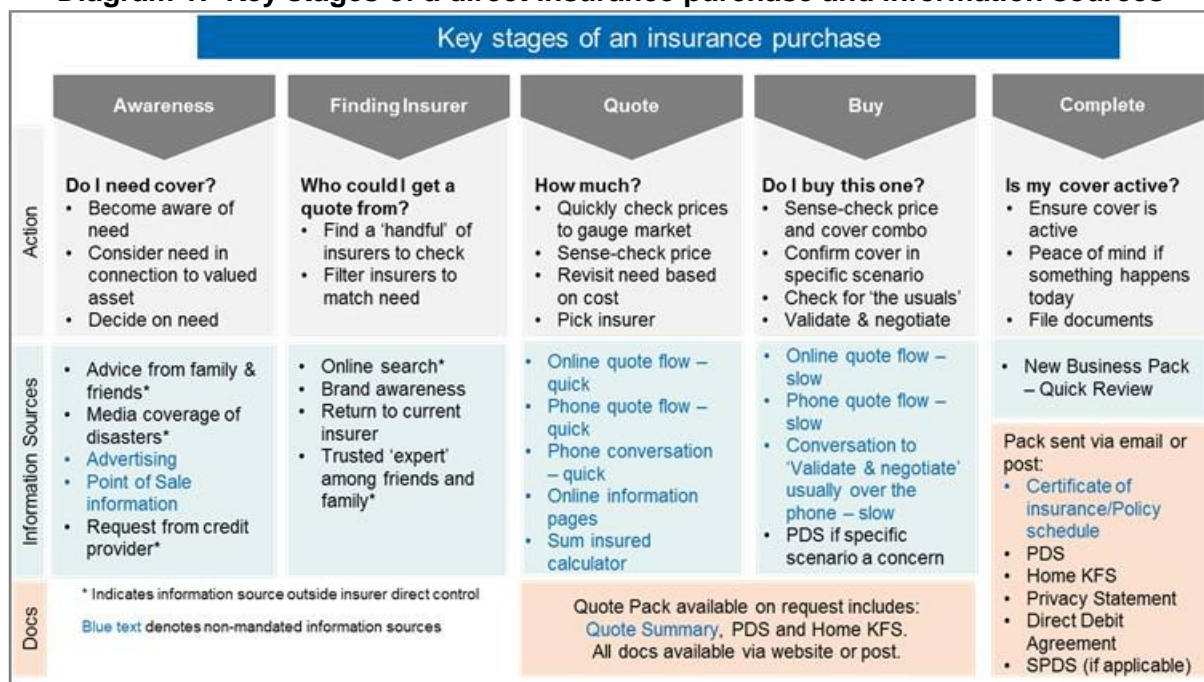 Diagram 1: Key stages of a direct insurance purchase and information sources
Key stages of an insurance purchase
Awareness
Finding Insurer
Quote
Buy
Complete
Action
Do I need cover?
• Become aware of
need
• Consider need in
connection to valued
asset
• Decide on need
Who could I get a
quote from?
• Find a ‘handful’ of
insurers to check
• Filter insurers to
match need
How much?
• Quickly check prices
to gauge market
• Sense-check price
• Revisit need based
on cost
• Pick insurer
Do I buy this one?
• Sense-check price
and cover combo
• Confirm cover in
specific scenario
• Check for ‘the usuals’
• Validate & negotiate
Is my cover active?
• Ensure cover is
active
• Peace of mind if
something happens
today
• File documents
Information Sources
• Advice from family &
friends*
• Media coverage of
disasters*
• Advertising
• Point of Sale
information
• Request from credit
provider*
• Online search*
• Brand awareness
• Return to current
insurer
• Trusted ‘expert’
among friends and
family*
• Online quote flow –
quick
• Phone quote flow –
quick
• Phone conversation
– quick
• Online information
pages
• Sum insured
calculator
• Online quote flow –
slow
• Phone quote flow –
slow
• Conversation to
‘Validate & negotiate’
usually over the
phone – slow
• PDS if specific
scenario a concern
• New Business Pack
– Quick Review
Docs
* Indicates information source outside insurer direct control
Blue text denotes non-mandated information sources
Quote Pack available on request includes:
Quote Summary, PDS and Home KFS.
All docs available via website or post.
Pack sent via email or
post:
• Certificate of
insurance/Policy
schedule
• PDS
• Home KFS
• Privacy Statement
• Direct Debit
Agreement
• SPDS (if applicable)